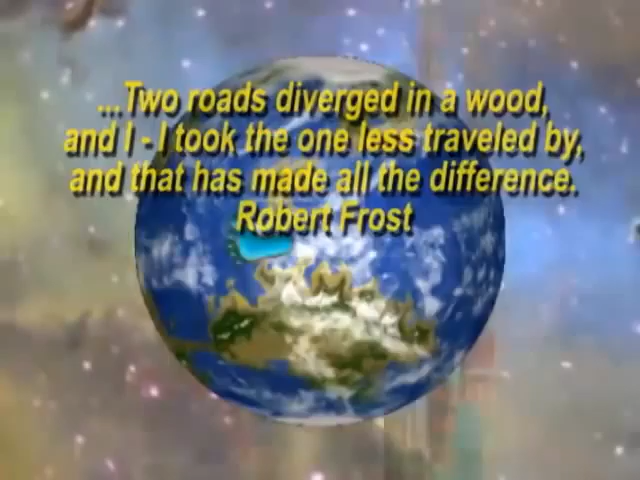 ...Two roads diverged in a wood,
and I - I took the one less traveled by,
and that has made all the difference.
Robert Frost